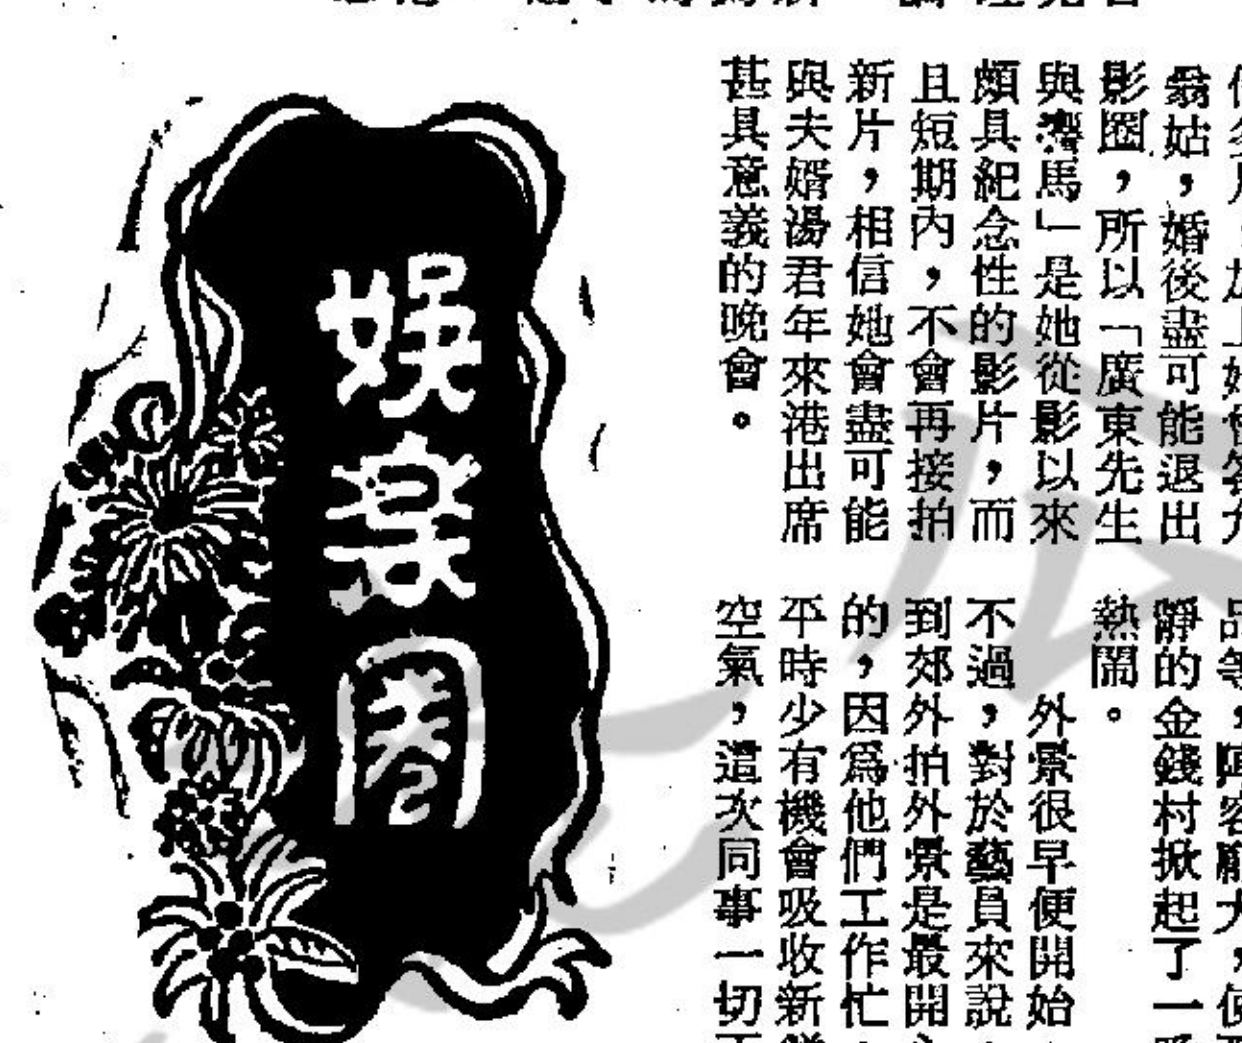 翁姑，婚後盡可能退出
影圈，所以「廣東先生
與灣馬」是她從影以來
頗具紀念性的影片，而
且短期內，不會再接拍
新片，相信她會盡可能
與夫婿湯君年來港出席
甚具意義的晚會。
靜的金錢村掀起了一
熱鬧。
外景很早便開始
不過，對於藝員來說
到郊外拍外景是最開
的，因爲他們工作忙
平時少有機會吸收新
空氣，這次同事一切
娛樂圈